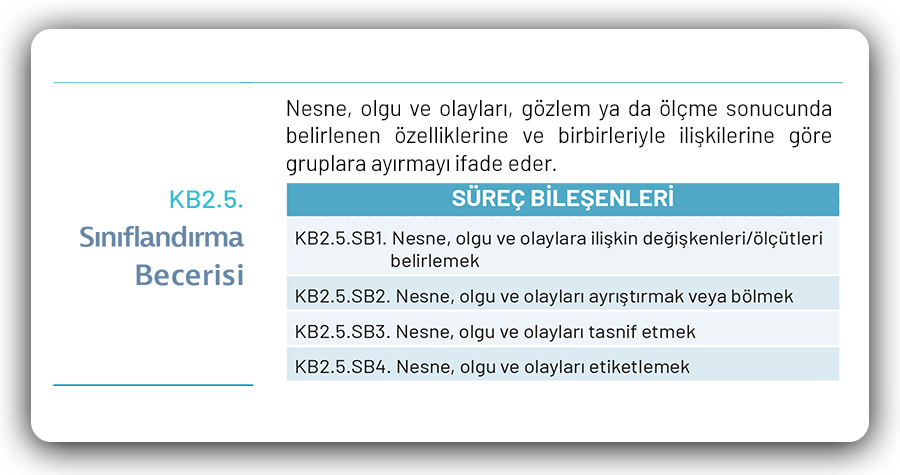 KB2.5.
Sınıflandırma
Becerisi
Nesne, olgu ve olayları, gözlem ya da ölçme sonucunda
belirlenen özelliklerine ve birbirleriyle ilişkilerine göre
gruplara ayırmayı ifade eder.
SÜREÇ BİLEŞENLERİ
KB2.5.SB1. Nesne, olgu ve olaylara ilişkin değişkenleri/ölçütleri
belirlemek
KB2.5.SB2. Nesne, olgu ve olayları ayrıştırmak veya bölmek
KB2.5.SB3. Nesne, olgu ve olayları tasnif etmek
KB2.5.SB4. Nesne, olgu ve olayları etiketlemek